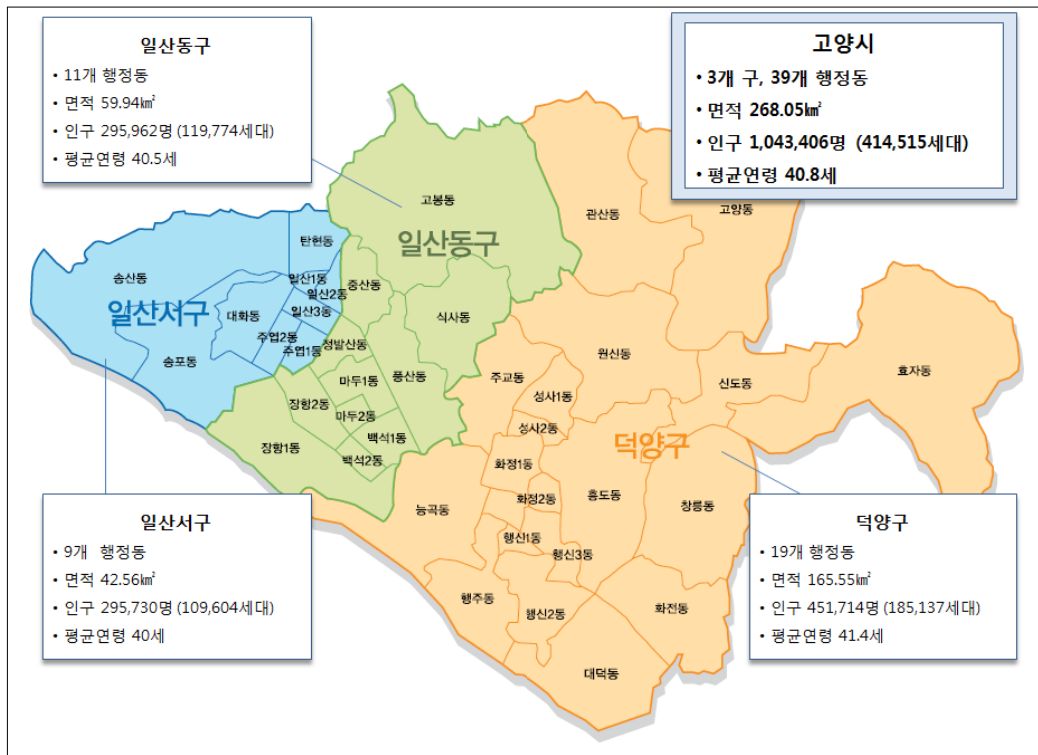 일산동구
• 11개 행정동
• 면적 59.94㎢
• 인구 295,962명 (119,774세대)
• 평균연령 40.5세
고양시
• 3개 구, 39개 행정동
• 면적 268.05㎢
• 인구 1,043,406명 (414,515세대)
• 평균연령 40.8세
고봉동
관산동
고양동
일산동구
탄현동
송산동
일산1동
중산동
일산2동
일산서구
대화동
일산3동
식사동
주엽2동
정발산동
주엽1동
송포동
원신동
마두1동
풍산동
주교동
신도동
효자동
성사1동
장항2동
마두2동
성사2동
백석1동
장항1동
덕양구
백석2동
화정1동
능곡동
화정2동
흥도동
창릉동
행신1동
행신3동
행주동
행신2동
화전동
대덕동
일산서구
• 9개 행정동
• 면적 42.56㎢
• 인구 295,730명 (109,604세대)
• 평균연령 40세
덕양구
• 19개 행정동
• 면적 165.55㎢
• 인구 451,714명 (185,137세대)
• 평균연령 41.4세